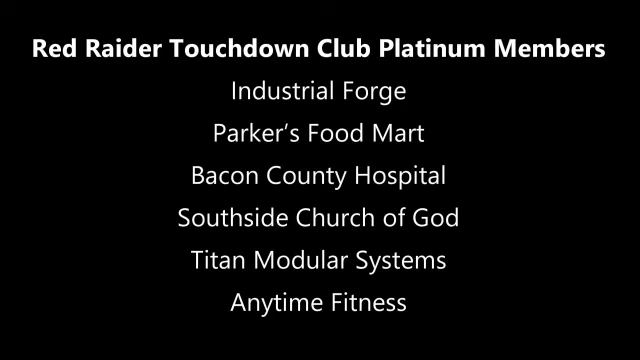 Red Raider Touchdown Club Platinum Members
Industrial Forge
Parker’s Food Mart
Bacon County Hospital
Southside Church of God
Titan Modular Systems
Anytime Fitness